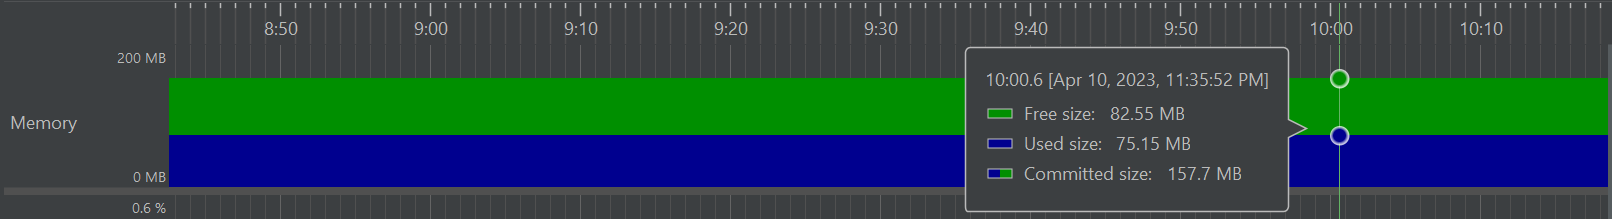 8:50 9:00 9:10 9:20 9:30 9:40 9:50 10:00 10:10
200 MB
10:00.6 [Apr 10, 2023, 11:35:52 PM]
Free size: 82.55 MB
Memory
Used size: 75.15 MB
Committed size: 157.7 MB
0 MB
0.6 %